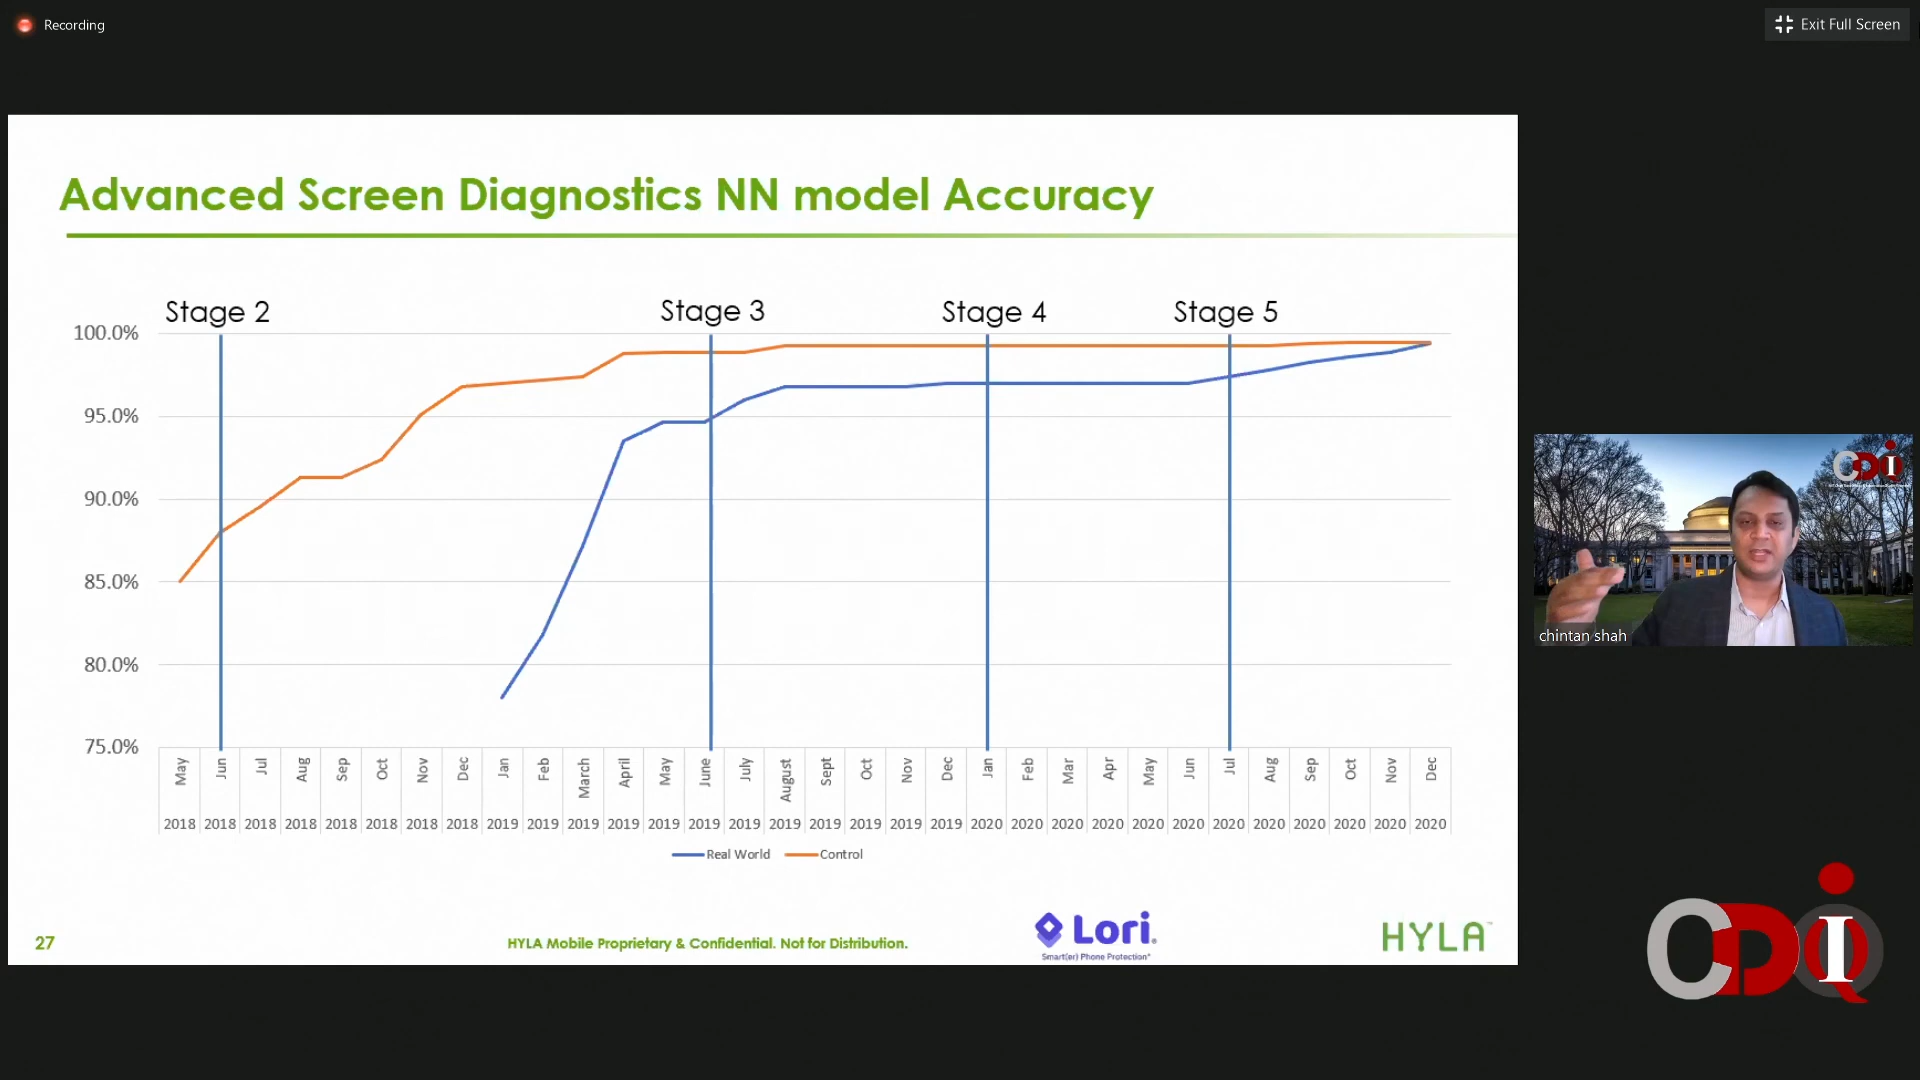 Recording
Exit Full Screen
Advanced Screen Diagnostics NN model Accuracy
Stage 2
Stage 3
Stage 4
Stage 5
100.0%
95.0%
90.0%
85.0%
80.0%
75.0%
May Jun Jul Aug Sep Oct Nov Dec Jan Feb March April May June July August Sept Oct Nov Dec Jan Feb Mar Apr May Jun Jul Aug Sep Oct Nov Dec
2018 2018 2018 2018 2018 2018 2018 2018 2019 2019 2019 2019 2019 2019 2019 2019 2019 2019 2019 2019 2020 2020 2020 2020 2020 2020 2020 2020 2020 2020 2020 2020
Real World Control
27
HYLA Mobile Proprietary & Confidential. Not for Distribution.
Lori.
Smart(er) Phone Protection
HYLA
CDIQ
chintan shah
CDIQ